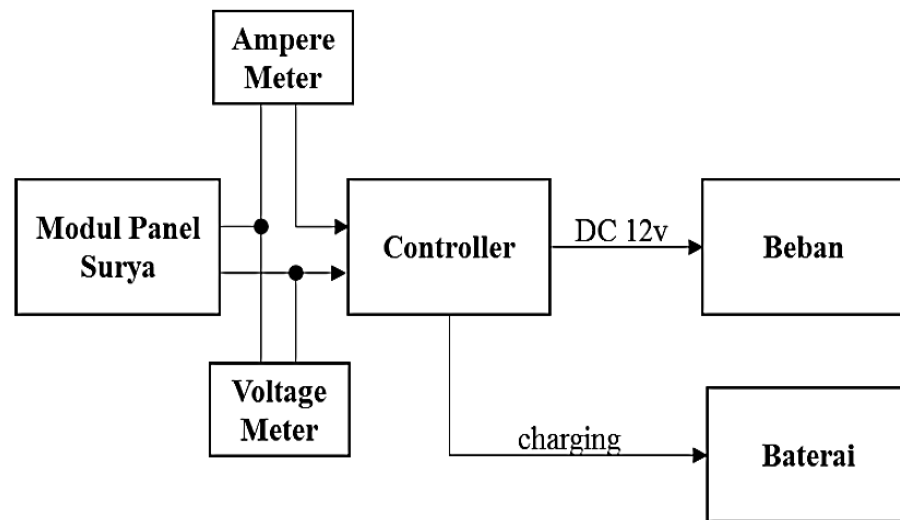 Ampere
Meter
Modul Panel
Surya
Controller
DC 12v
Beban
Voltage
Meter
charging
Baterai